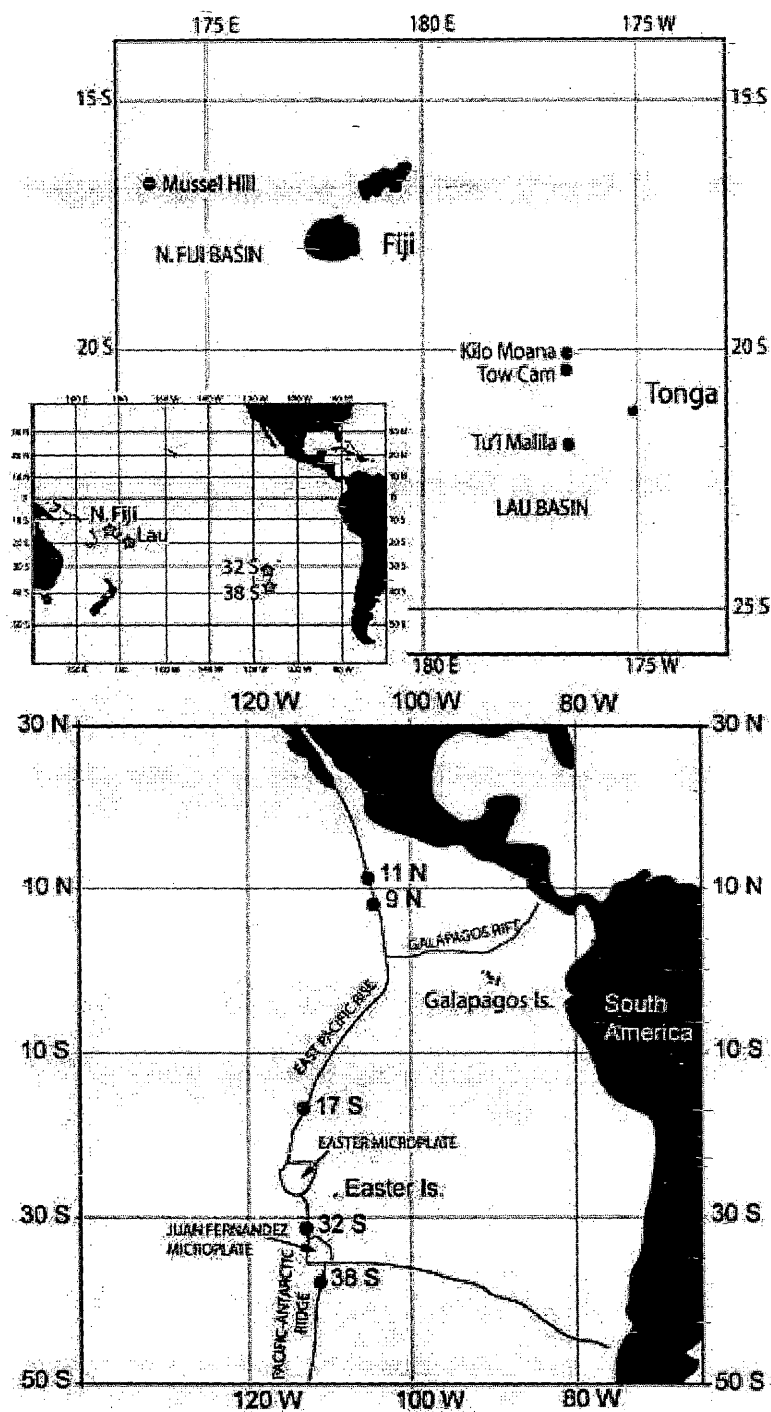 175 E 180 E 175 W
15 S 15 S
Mussel Hill
Fiji
N. FIJI BASIN
20 S 20 S
Kilo Moana
Tow Cam
Tonga
Tu'i Malila
LAU BASIN
N. Fiji
Lau
32 S
38 S
25 S
180 E 175 W
120 W 100 W 80 W
30 N 30 N
11 N
10 N 10 N
9 N
GALAPAGOS RIFT
Galapagos Is.
EAST PACIFIC RISE
South
America
10 S 10 S
17 S
EASTER MICROPLATE
Easter Is.
30 S 30 S
32 S
JUAN FERNANDEZ
MICROPLATE
38 S
PACIFIC-ANTARCTIC
RIDGE
50 S 50 S
120 W 100 W 80 W